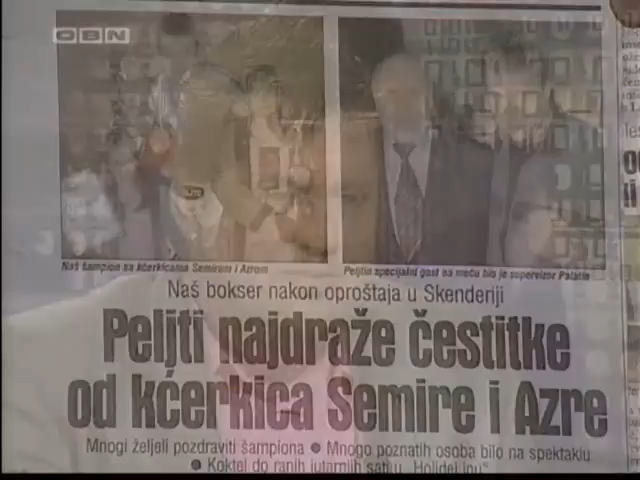 OBN
Naš šampion sa kćerkicama Semirom i Azrom
Peljtin specijalni gost na meču bio je supervizor
Naš bokser nakon oproštaja u Skenderiji
Peljti najdraže čestitke
od kćerkica Semire i Azre
Mnogi željeli pozdraviti šampiona ● Mnogo poznatih osoba bilo na spektaklu
● Koktel do ranih jutarnjih sati u "Holidej inu"